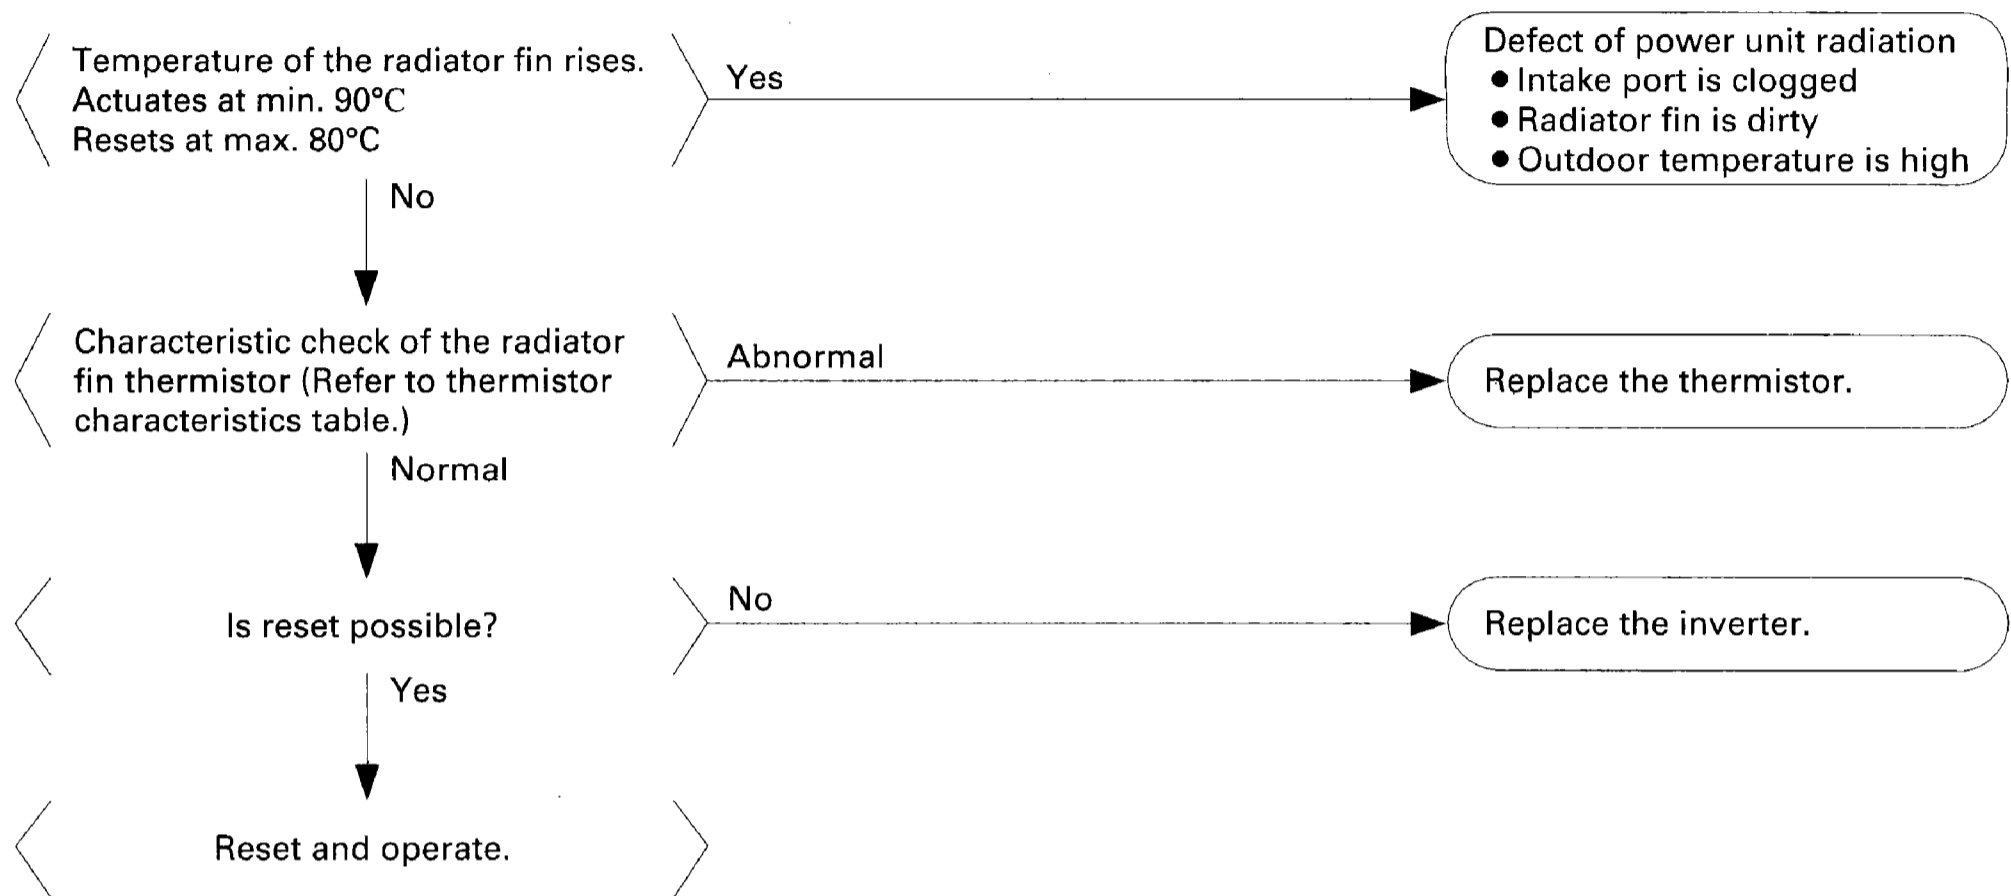 Temperature of the radiator fin rises.
Actuates at min. 90°C
Resets at max. 80°C
Yes
Defect of power unit radiation
● Intake port is clogged
● Radiator fin is dirty
● Outdoor temperature is high
No
Characteristic check of the radiator
fin thermistor (Refer to thermistor
characteristics table.)
Abnormal
Replace the thermistor.
Normal
Is reset possible?
No
Replace the inverter.
Yes
Reset and operate.